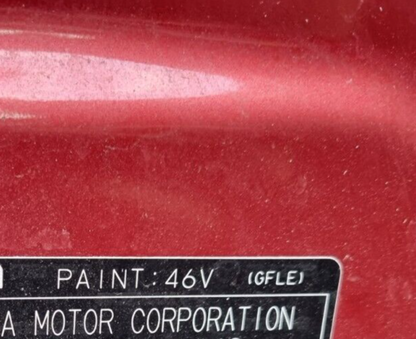 PAINT:46V (GFLE)
A MOTOR CORPORATION